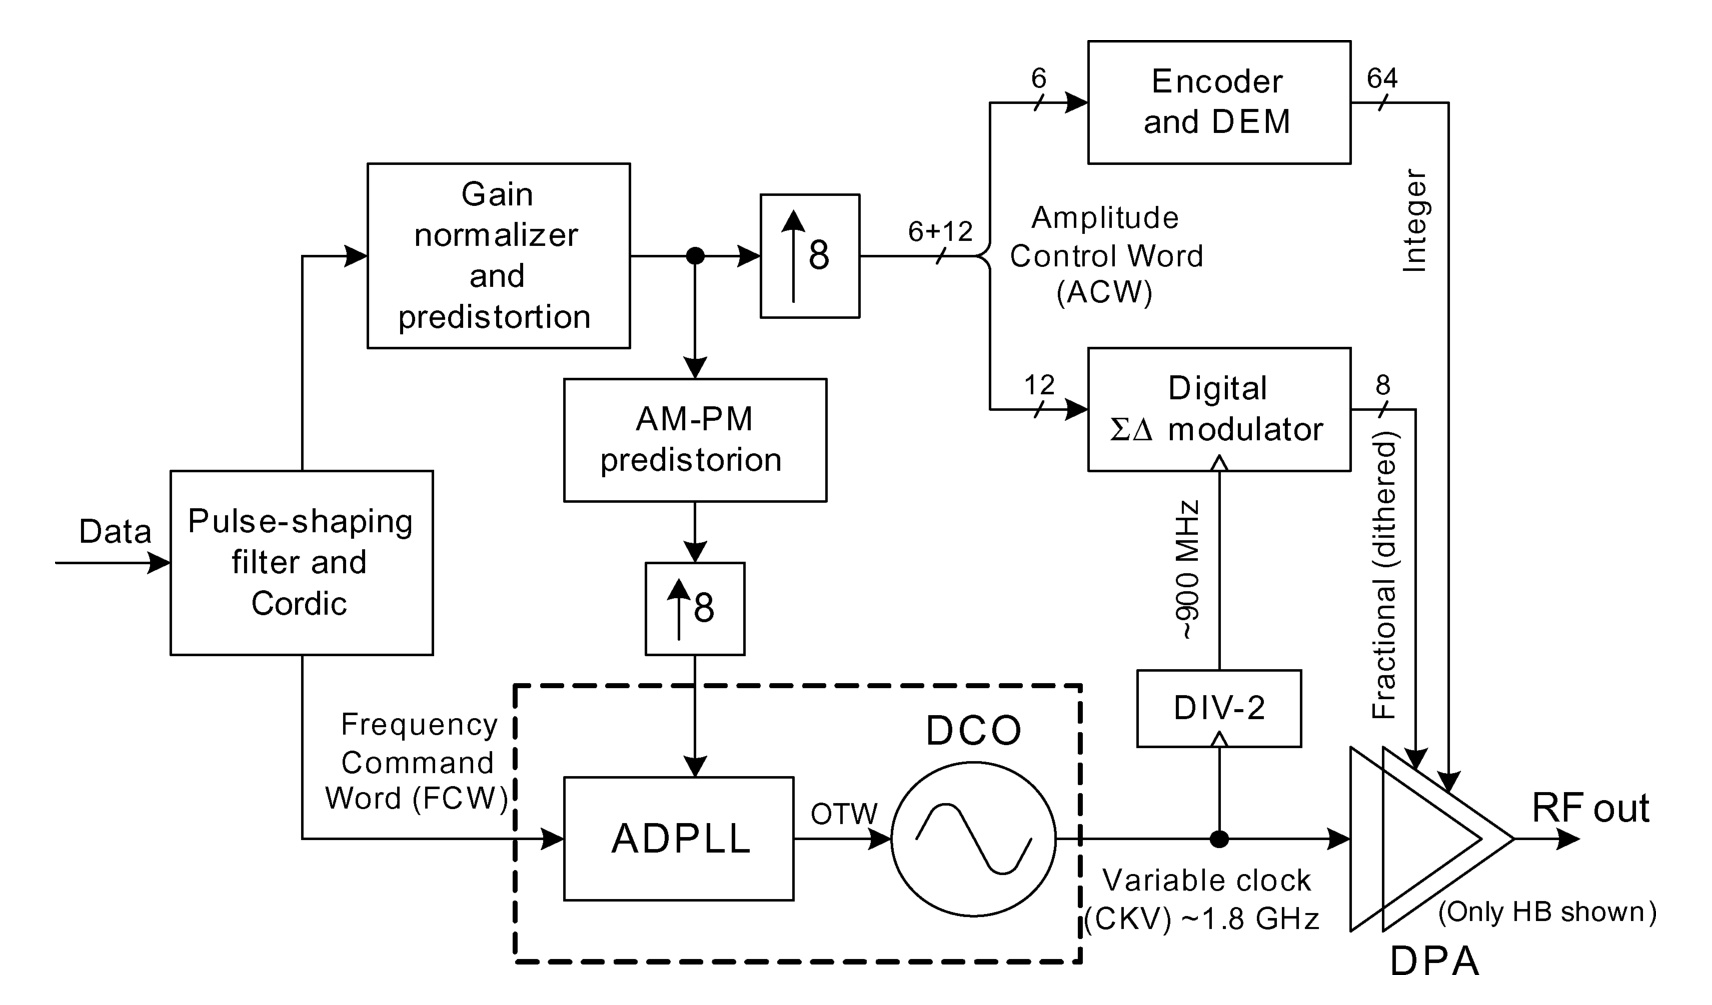 Encoder
and DEM
6
64
Gain
normalizer
and
predistortion
8
6+12
Amplitude
Control Word
(ACW)
Integer
AM-PM
predistorion
12
Digital
ΣΔ modulator
8
Data
Pulse-shaping
filter and
Cordic
8
~900 MHz
Fractional (dithered)
DIV-2
Frequency
Command
Word (FCW)
DCO
ADPLL
OTW
Variable clock
(CKV) ~1.8 GHz
RF out
(Only HB shown)
DPA